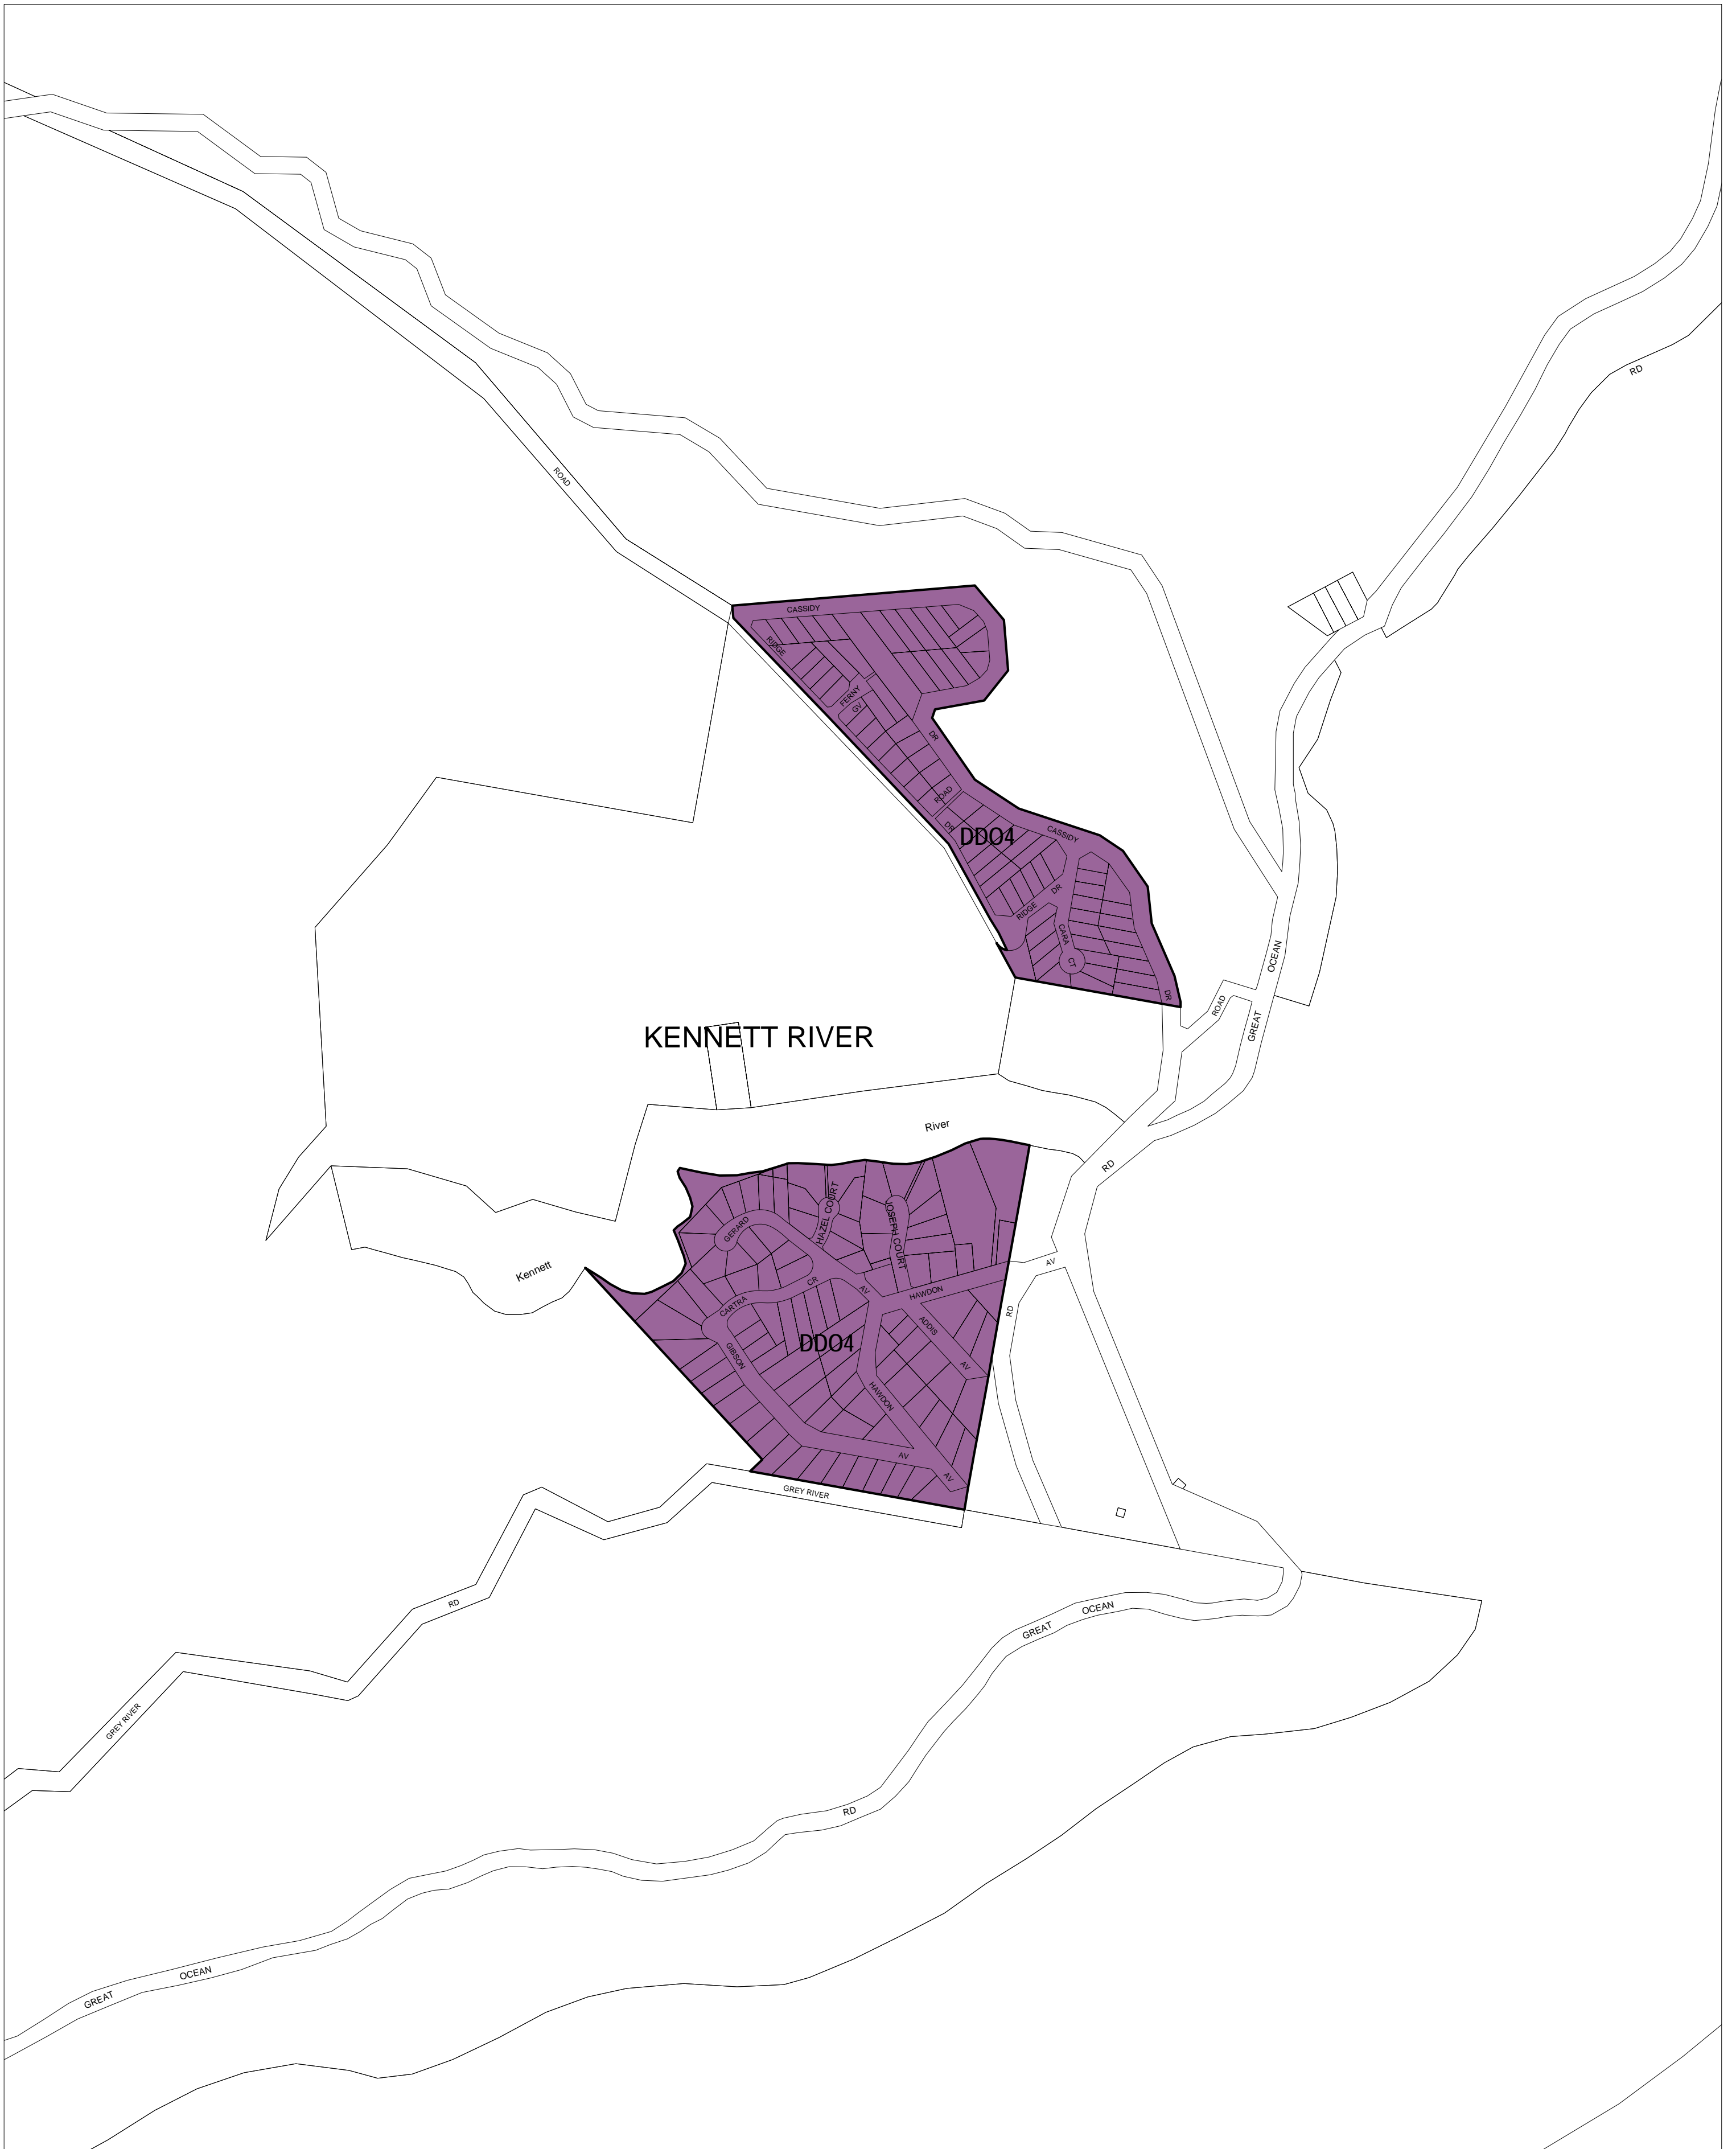 RD
ROAD
CASSIDY
RIDGE
FERNY
GV
DR
ROAD
DR
DDO4
CASSIDY
DR
RIDGE
CARA
CT
DR
OCEAN
ROAD
GREAT
KENNETT RIVER
River
RD
HAZEL COURT
JOSEPH COURT
GERARD
Kennett
AV
CR
AV
HAWDON
CARTRA
RD
ADDIS
DDO4
GIBSON
AV
HAWDON
AV
AV
GREY RIVER
RD
OCEAN
GREAT
GREY RIVER
RD
OCEAN
GREAT